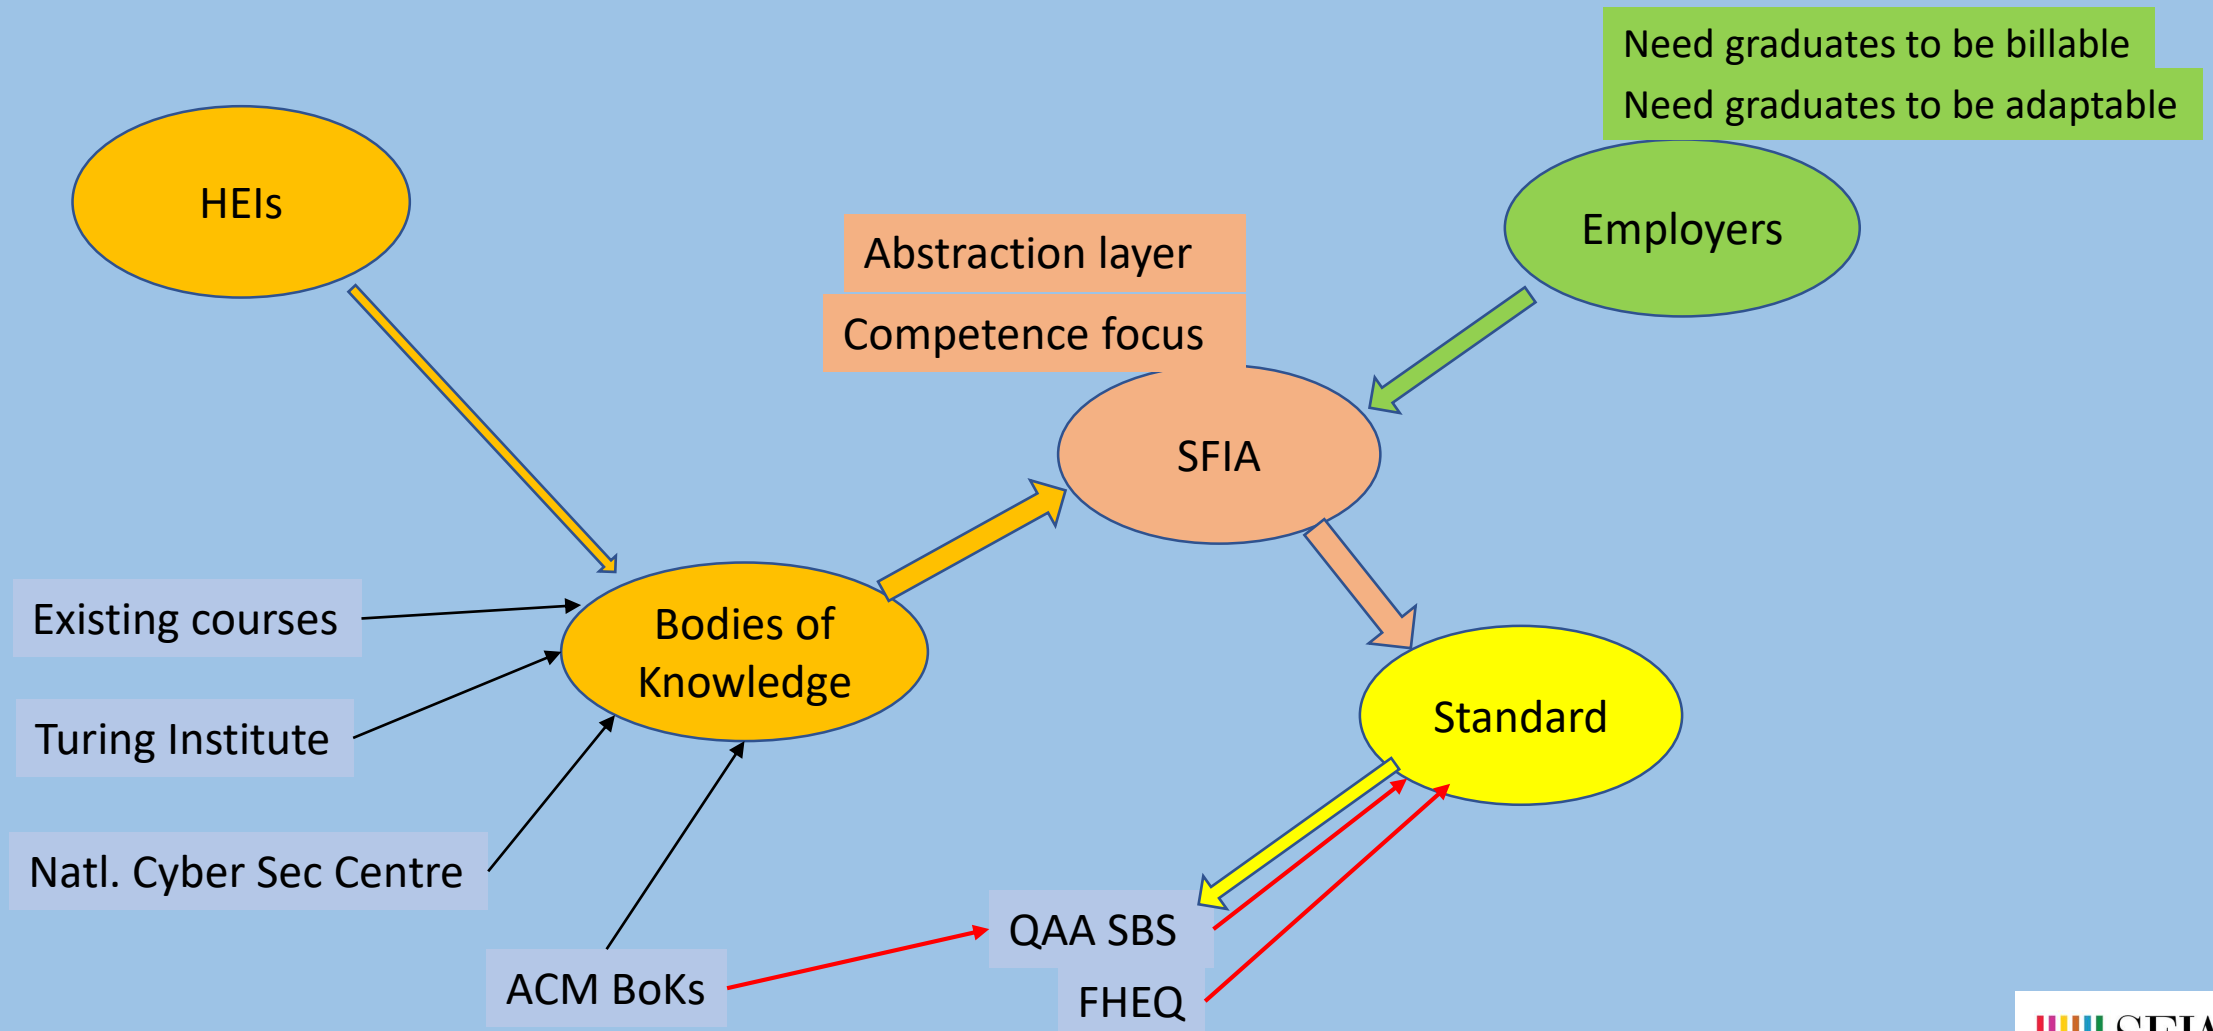 Need graduates to be billable
Need graduates to be adaptable
HEIs
Employers
Abstraction layer
Competence focus
SFIA
Existing courses
Bodies of
Knowledge
Turing Institute
Standard
Natl. Cyber Sec Centre
QAA SBS
ACM BoKs
FHEQ